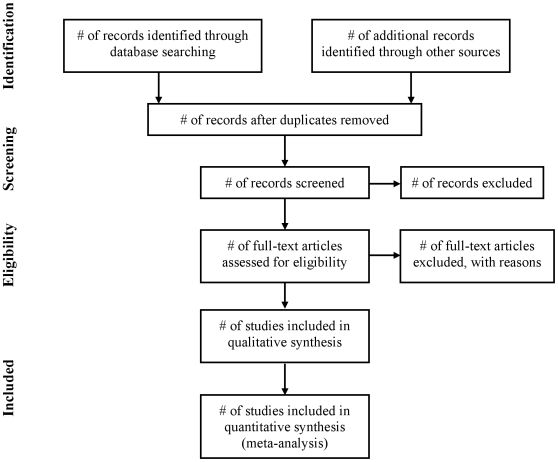 Identification
# of records identified through
database searching
# of additional records
identified through other sources
# of records after duplicates removed
Screening
# of records screened
# of records excluded
Eligibility
# of full-text articles
assessed for eligibility
# of full-text articles
excluded, with reasons
# of studies included in
qualitative synthesis
Included
# of studies included in
quantitative synthesis
(meta-analysis)